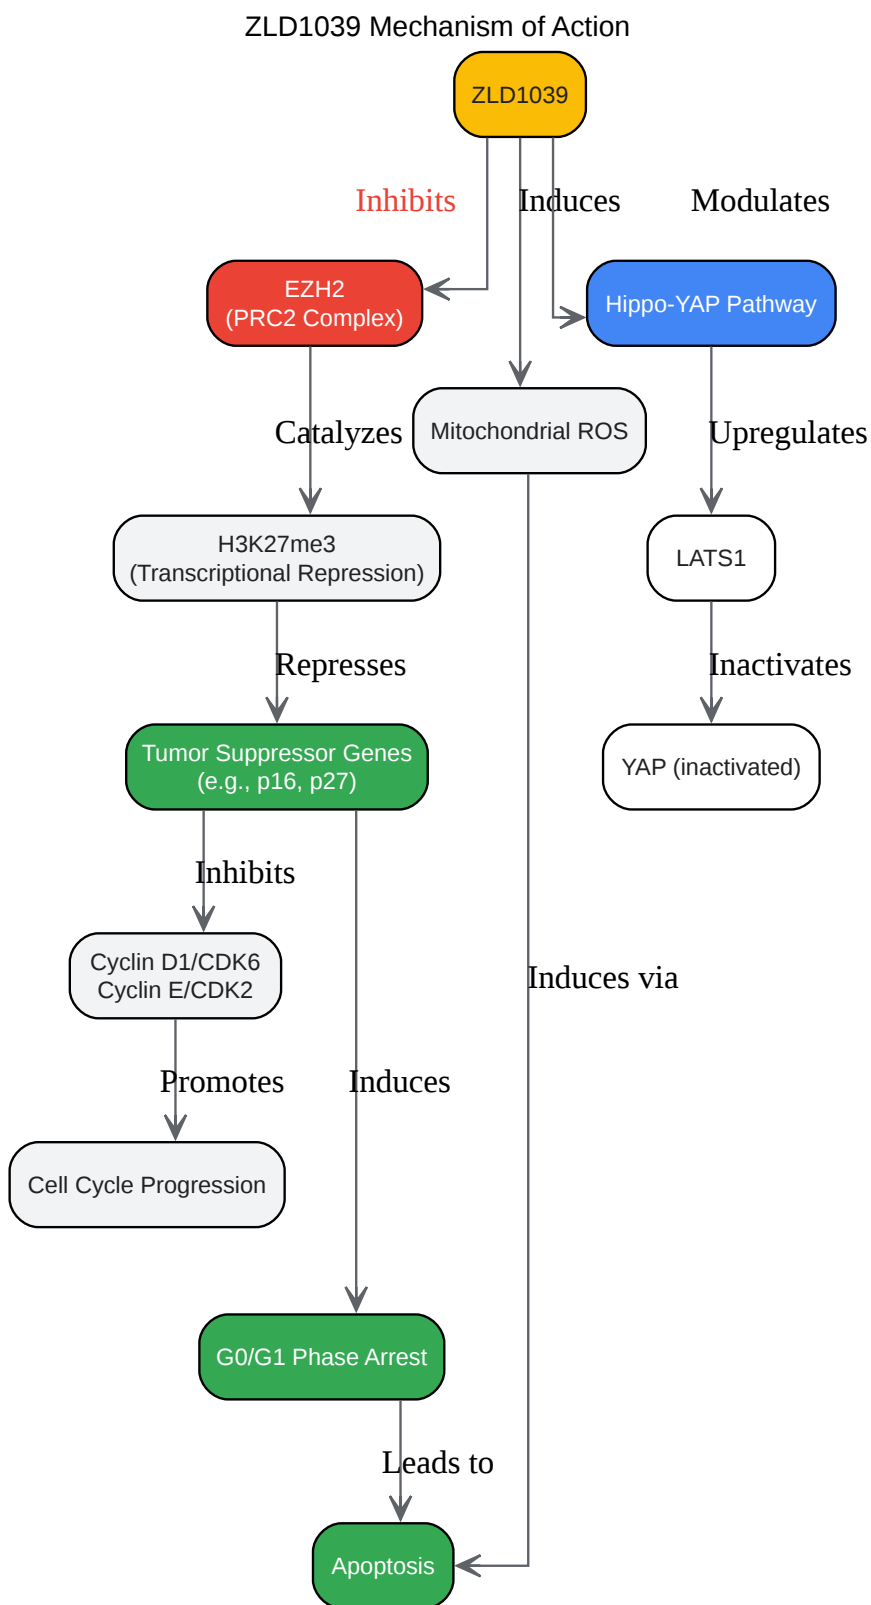 ZLD1039 Mechanism of Action
ZLD1039
Inhibits
Induces
Modulates
EZH2
(PRC2 Complex)
Hippo-YAP Pathway
Catalyzes
Mitochondrial ROS
Upregulates
H3K27me3
(Transcriptional Repression)
LATS1
Represses
Inactivates
Tumor Suppressor Genes
(e.g., p16, p27)
YAP (inactivated)
Inhibits
Cyclin D1/CDK6
Cyclin E/CDK2
Induces via
Promotes
Induces
Cell Cycle Progression
G0/G1 Phase Arrest
Leads to
Apoptosis